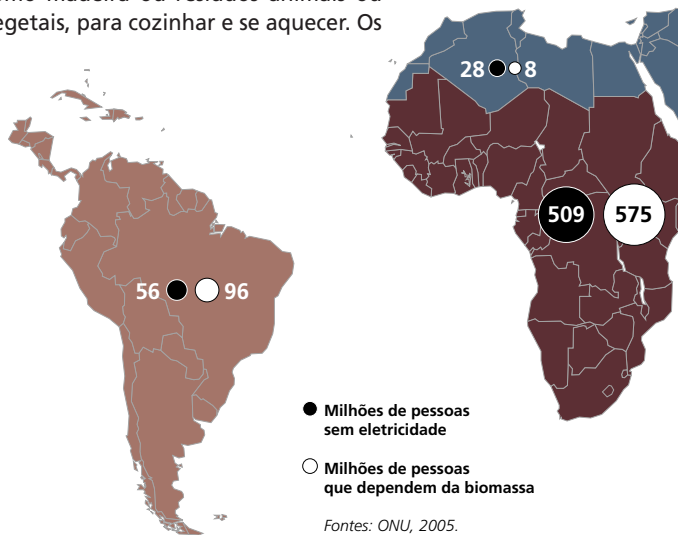 egetais, para cozinhar e se aquecer. Os
28 8
509 575
56 96
Milhões de pessoas
sem eletricidade
Milhões de pessoas
que dependem da biomassa
Fontes: ONU, 2005.